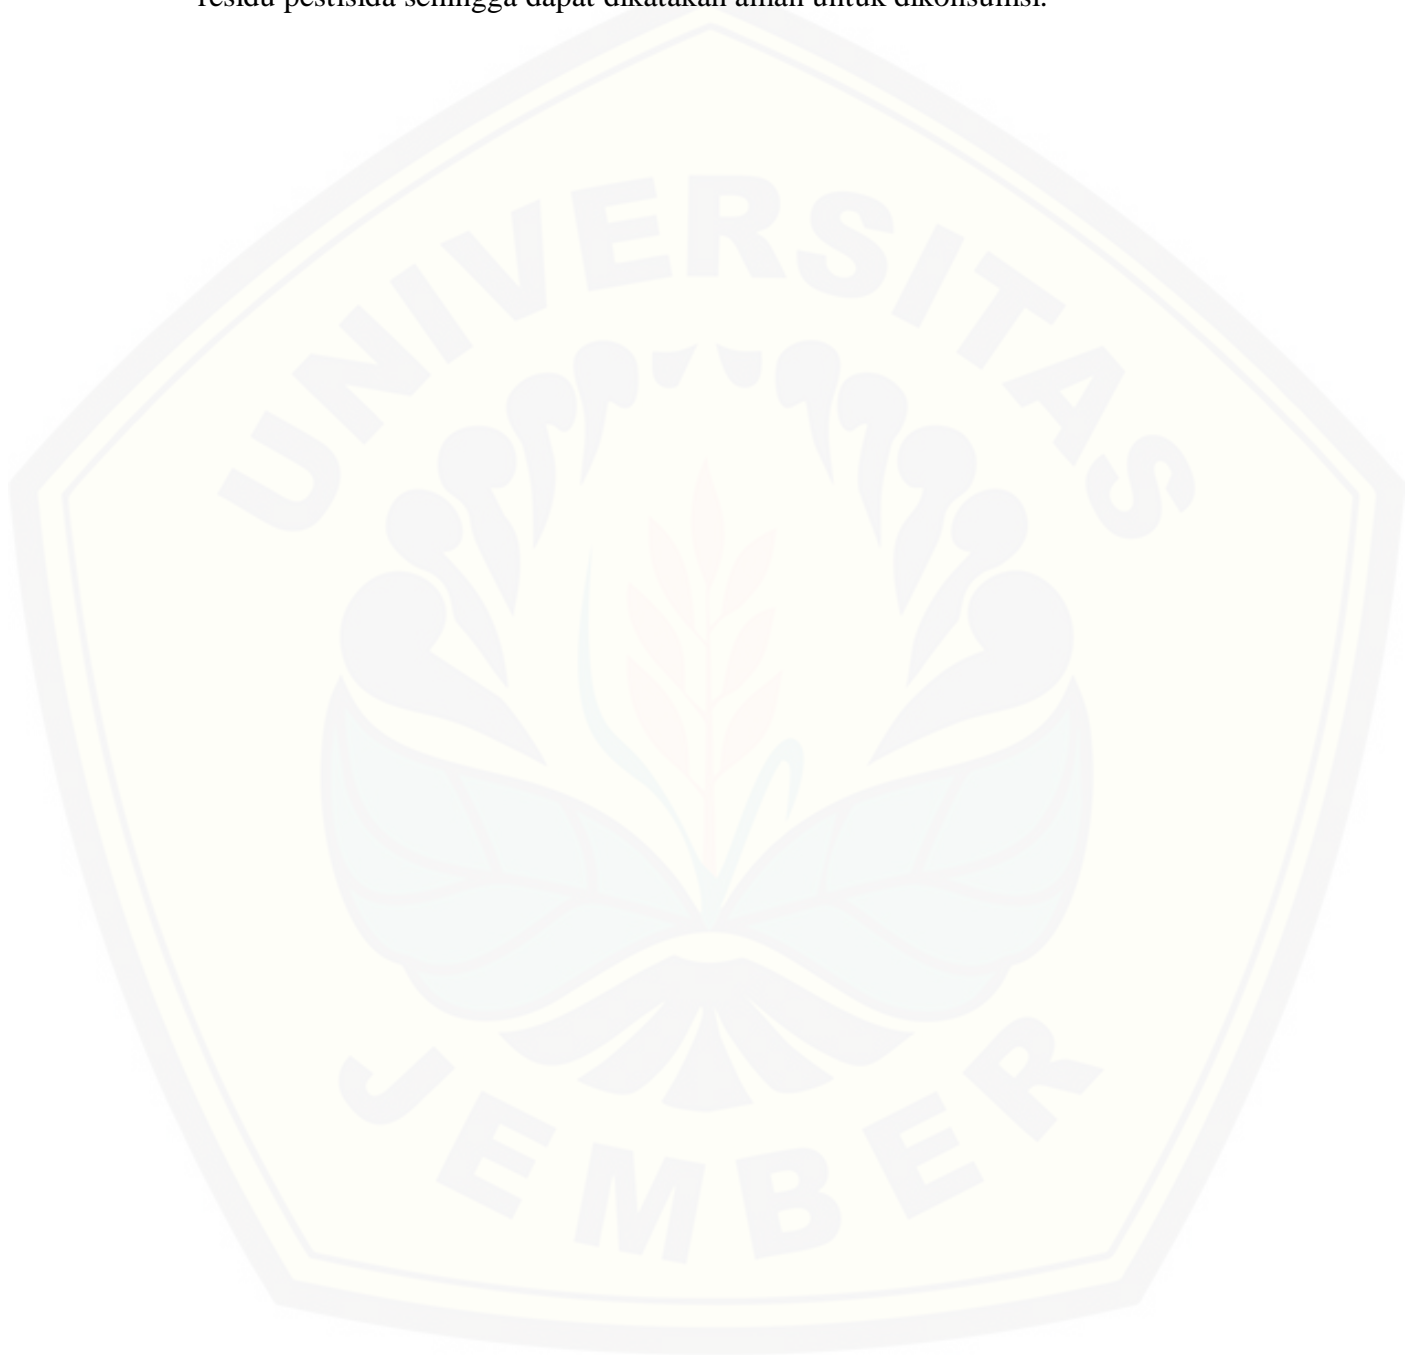 residu pestisida sehingga dapat dikatakan aman untuk dikonsumsi.
UNIVERSITAS
JEMBER